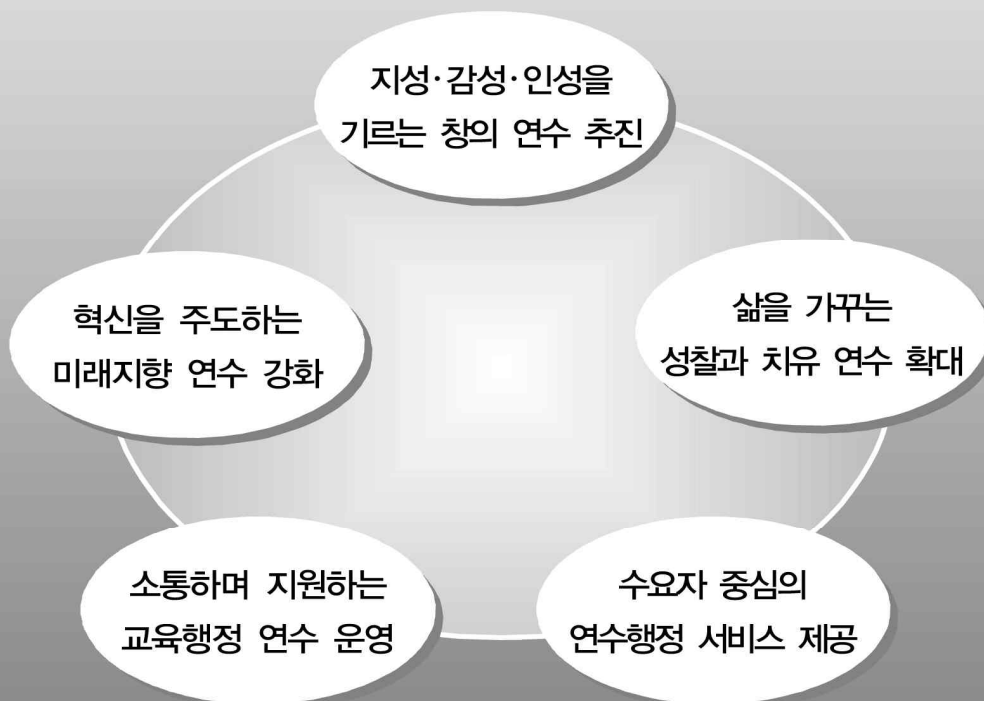 지성·감성·인성을
기르는 창의 연수 추진
혁신을 주도하는
미래지향 연수 강화
삶을 가꾸는
성찰과 치유 연수 확대
소통하며 지원하는
교육행정 연수 운영
수요자 중심의
연수행정 서비스 제공